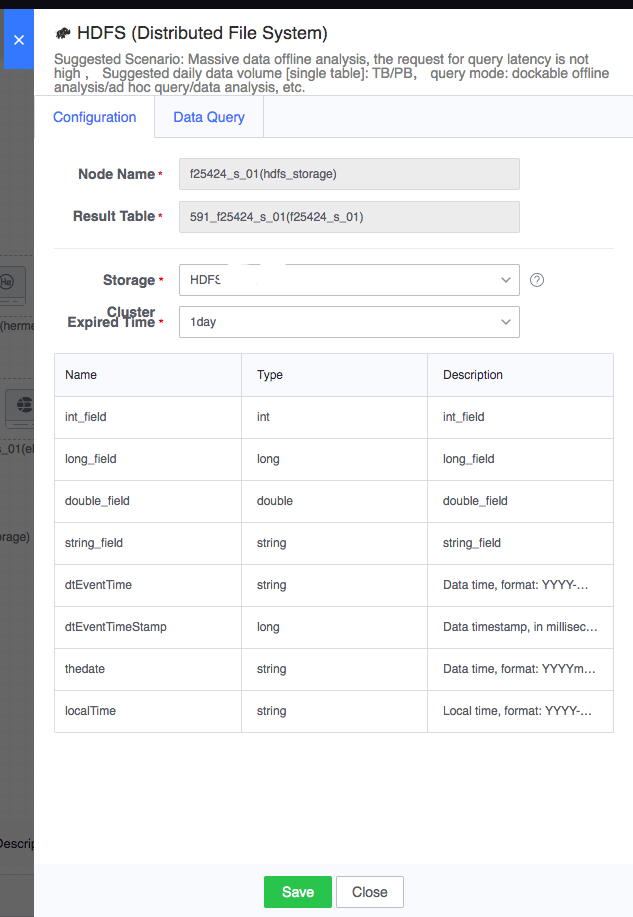 HDFS (Distributed File System)
Suggested Scenario: Massive data offline analysis, the request for query latency is not
high ， Suggested daily data volume [single table]: TB/PB， query mode: dockable offline
analysis/ad hoc query/data analysis, etc.
Configuration Data Query
Node Name * f25424_s_01(hdfs_storage)
Result Table * 591_f25424_s_01(f25424_s_01)
Storage * HDFS
Cluster
Expired Time * 1day
Name Type Description
int_field int int_field
long_field long long_field
double_field double double_field
string_field string string_field
dtEventTime string Data time, format: YYYY-...
dtEventTimeStamp long Data timestamp, in millisec...
thedate string Data time, format: YYYYm...
localTime string Local time, format: YYYY-...
(herme
_01(el
rage)
Descrip
Save Close